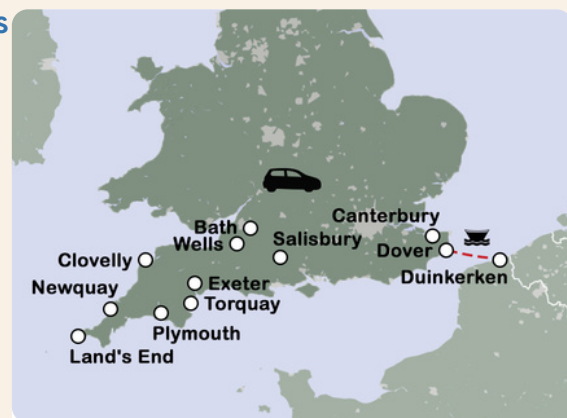 s
Canterbury
Bath
Wells
Salisbury
Dover
Clovelly
Duinkerken
Exeter
Newquay
Torquay
Plymouth
Land's End